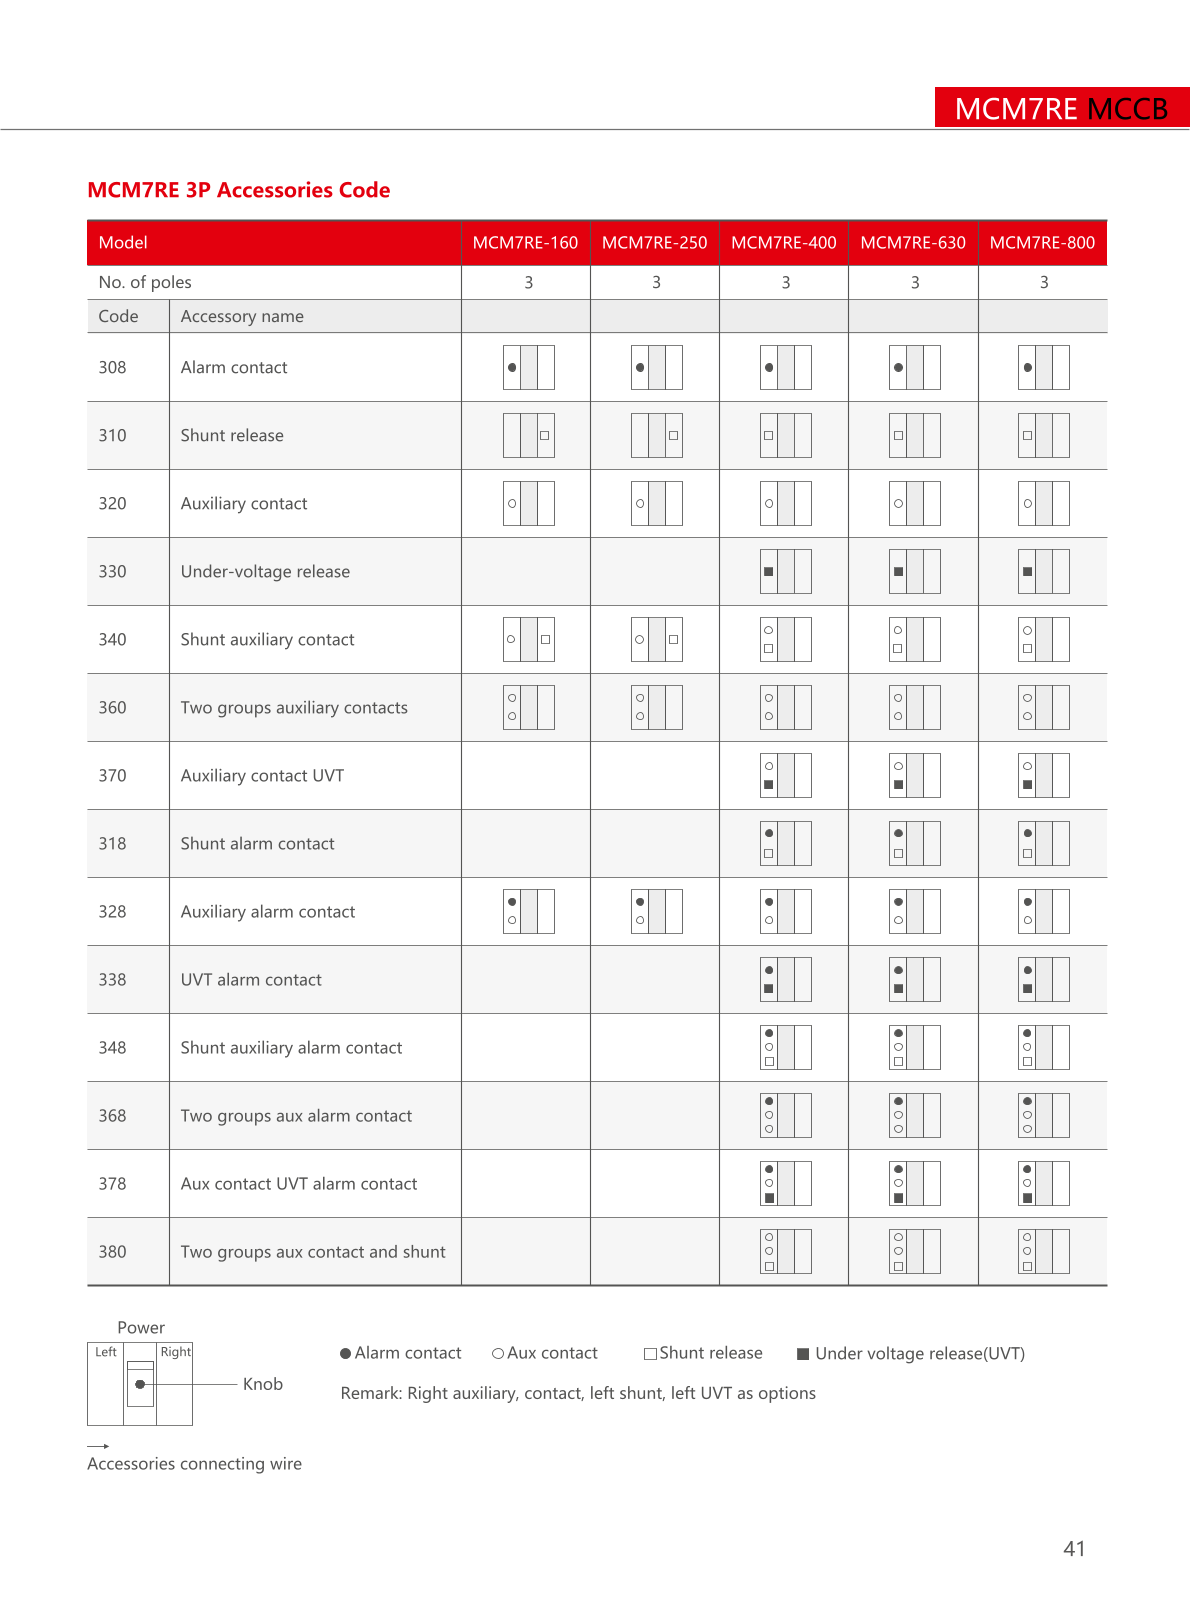 MCM7RE MCCB
MCM7RE 3P Accessories Code
Model MCM7RE-160 MCM7RE-250 MCM7RE-400 MCM7RE-630 MCM7RE-800
No. of poles 3 3 3 3 3
Code Accessory name
308 Alarm contact
310 Shunt release
320 Auxiliary contact
330 Under-voltage release
340 Shunt auxiliary contact
360 Two groups auxiliary contacts
370 Auxiliary contact UVT
318 Shunt alarm contact
328 Auxiliary alarm contact
338 UVT alarm contact
348 Shunt auxiliary alarm contact
368 Two groups aux alarm contact
378 Aux contact UVT alarm contact
380 Two groups aux contact and shunt
Power
Left Right
Knob
Accessories connecting wire
Alarm contact Aux contact Shunt release Under voltage release(UVT)
Remark: Right auxiliary, contact, left shunt, left UVT as options
41